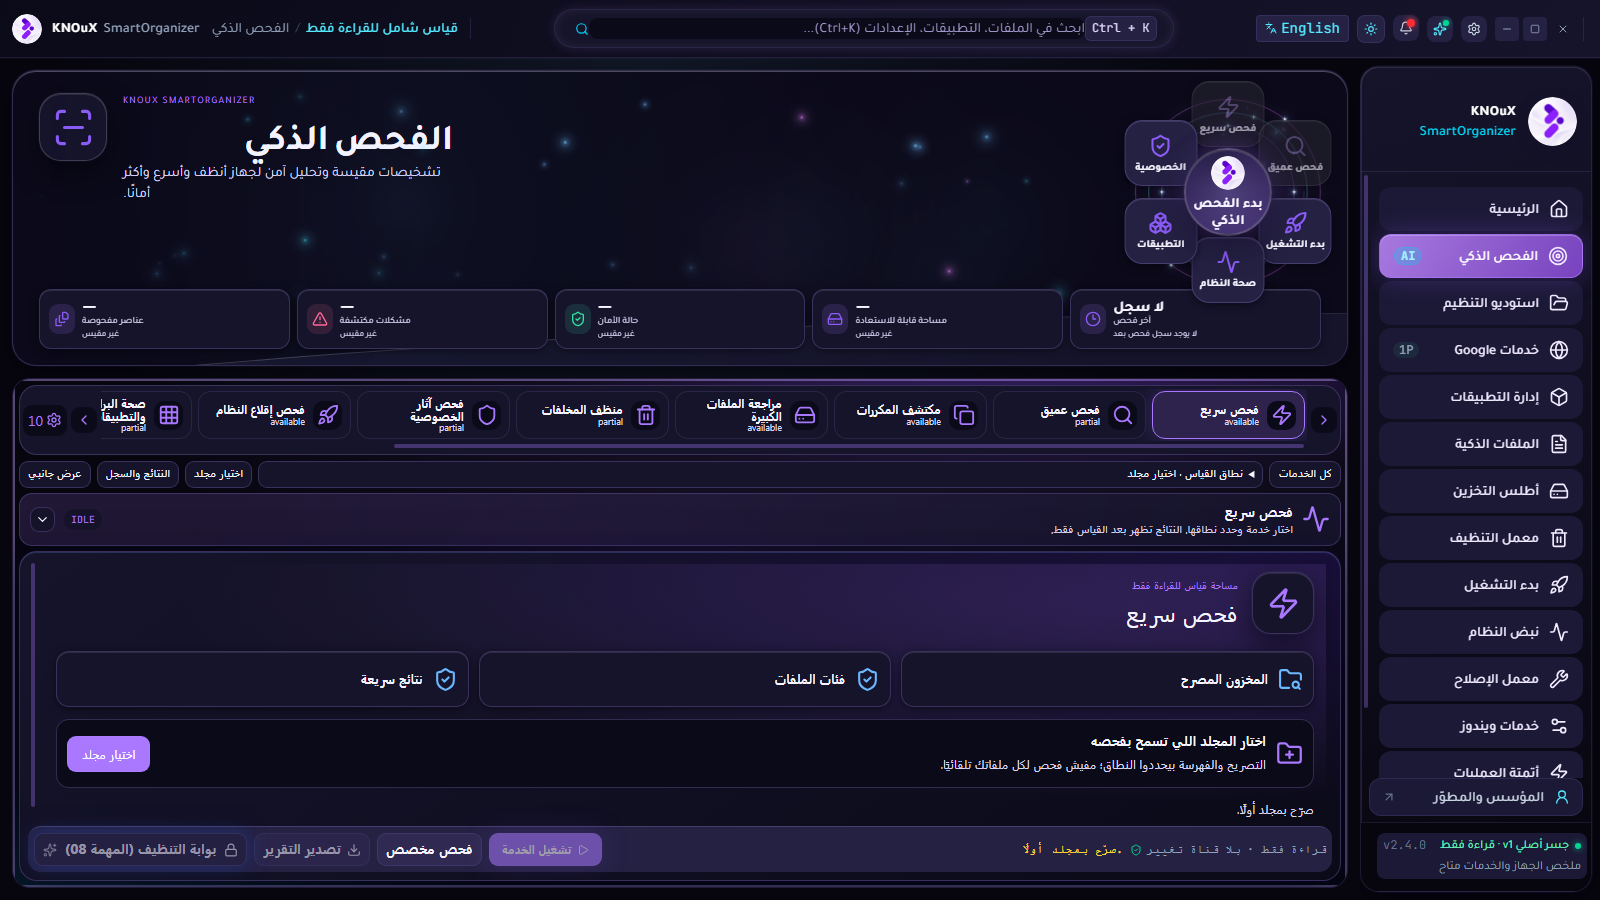 KNOuX SmartOrganizer
الفحص الذكي / قياس شامل للقراءة فقط
ابحث في الملفات، التطبيقات، الإعدادات (Ctrl+K)...
Ctrl + K
English
KNOUX SMARTORGANIZER
الفحص الذكي
تشخيصات مقيسة وتحليل آمن لجهاز أنظف وأسرع وأكثر
أمانًا.
فحص سريع
فحص عميق
الخصوصية
بدء الفحص
الذكي
التطبيقات
بدء التشغيل
صحة النظام
—
عناصر مفحوصة
غير مقيس
—
مشكلات مكتشفة
غير مقيس
—
حالة الأمان
غير مقيس
—
مساحة قابلة للاستعادة
غير مقيس
لا سجل
آخر فحص
لا يوجد سجل فحص بعد
فحص سريع
available
فحص عميق
partial
مكتشف المكررات
available
مراجعة الملفات
الكبيرة
available
منظف المخلفات
partial
فحص آثار
الخصوصية
partial
فحص إقلاع النظام
available
صحة البر
والتطبيقا
partial
10
كل الخدمات
نطاق القياس · اختيار مجلد
اختيار مجلد
النتائج والسجل
عرض جانبي
فحص سريع
اختار خدمة وحدد نطاقها. النتائج تظهر بعد القياس فقط.
IDLE
مساحة قياس للقراءة فقط
فحص سريع
المخزون المصرح
فئات الملفات
نتائج سريعة
اختار المجلد اللي تسمح بفحصه
التصريح والفهرسة بيحددوا النطاق؛ مفيش فحص لكل ملفاتك تلقائيًا.
اختيار مجلد
صرّح بمجلد أولًا.
قراءة فقط · بلا قناة تغيير
صرّح بمجلد أولًا.
تشغيل الخدمة
فحص مخصص
تصدير التقرير
بوابة التنظيف (المهمة 08)
KNOuX
SmartOrganizer
الرئيسية
الفحص الذكي
AI
استوديو التنظيم
خدمات Google
1P
إدارة التطبيقات
الملفات الذكية
أطلس التخزين
معمل التنظيف
بدء التشغيل
نبض النظام
معمل الإصلاح
خدمات ويندوز
أتمتة العمليات
المؤسس والمطوّر
جسر أصلي v1 · قراءة فقط
v2.4.0
ملخص الجهاز والخدمات متاح